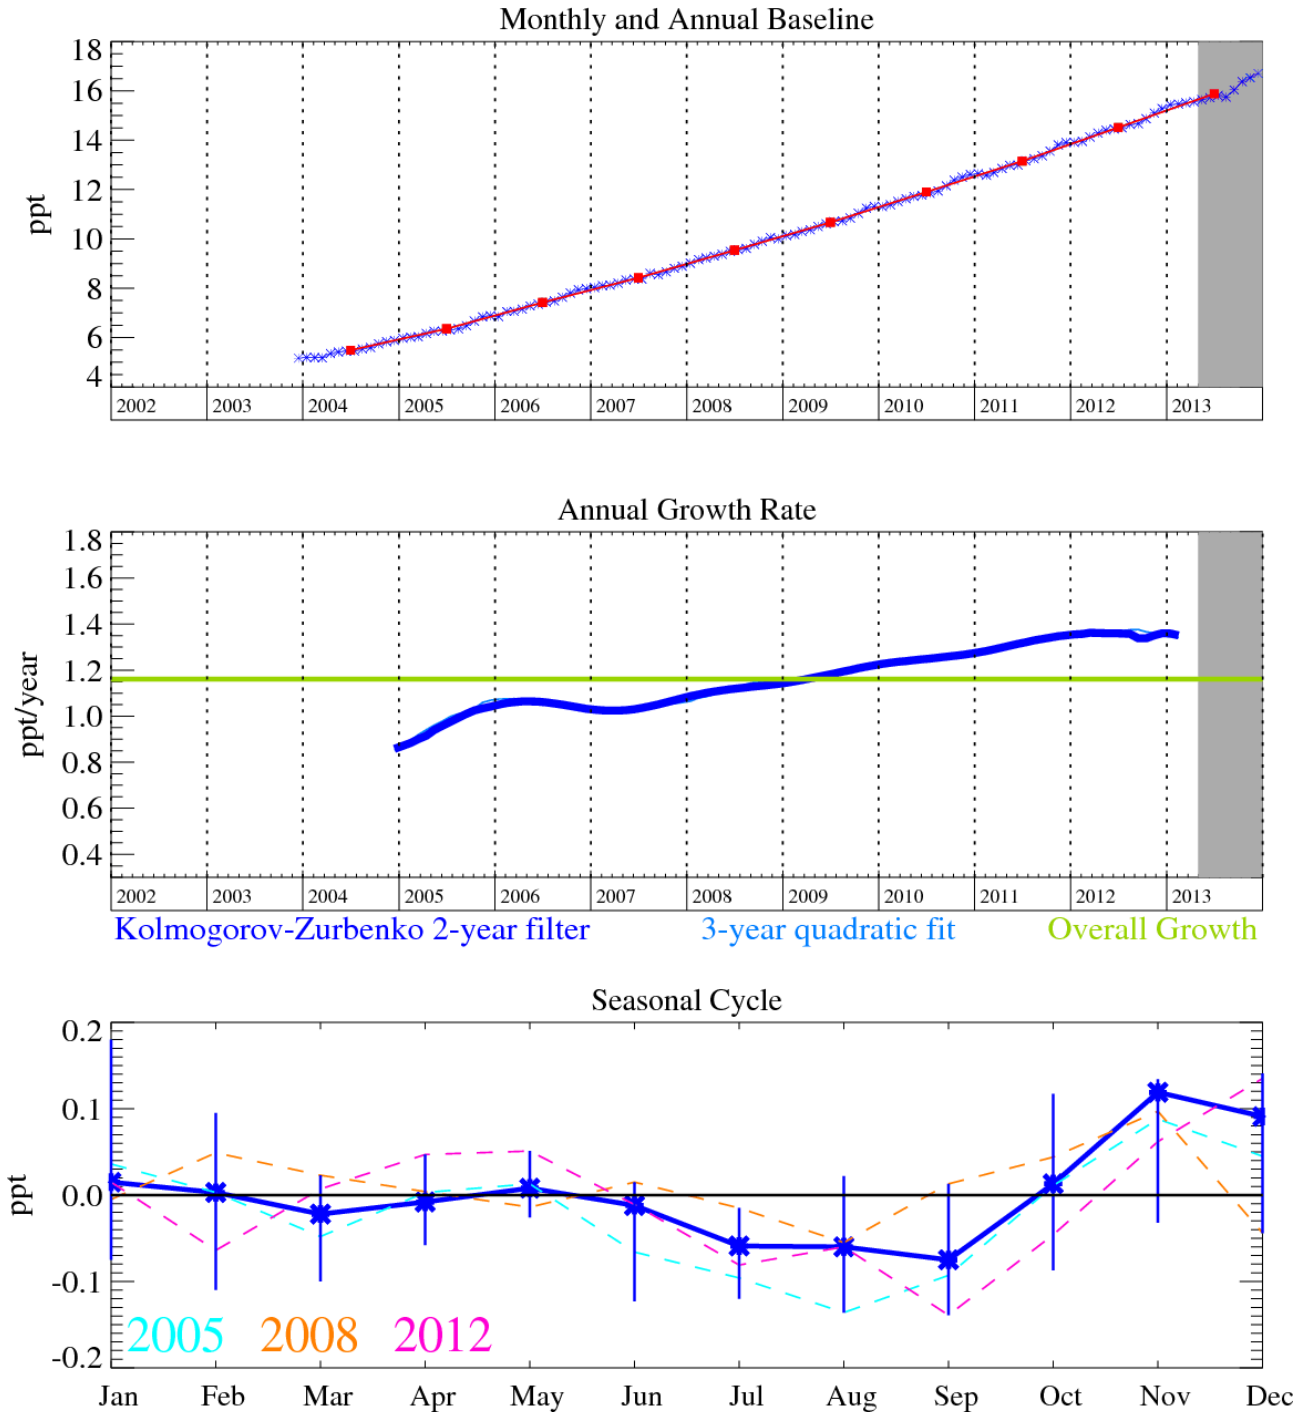 Monthly and Annual Baseline
18
16
14
12
10
8
6
4
ppt
2002 2003 2004 2005 2006 2007 2008 2009 2010 2011 2012 2013
Annual Growth Rate
1.8
1.6
1.4
1.2
1.0
0.8
0.6
0.4
ppt/year
2002 2003 2004 2005 2006 2007 2008 2009 2010 2011 2012 2013
Kolmogorov-Zurbenko 2-year filter 3-year quadratic fit Overall Growth
Seasonal Cycle
0.2
0.1
0.0
-0.1
-0.2
ppt
2005 2008 2012
Jan Feb Mar Apr May Jun Jul Aug Sep Oct Nov Dec